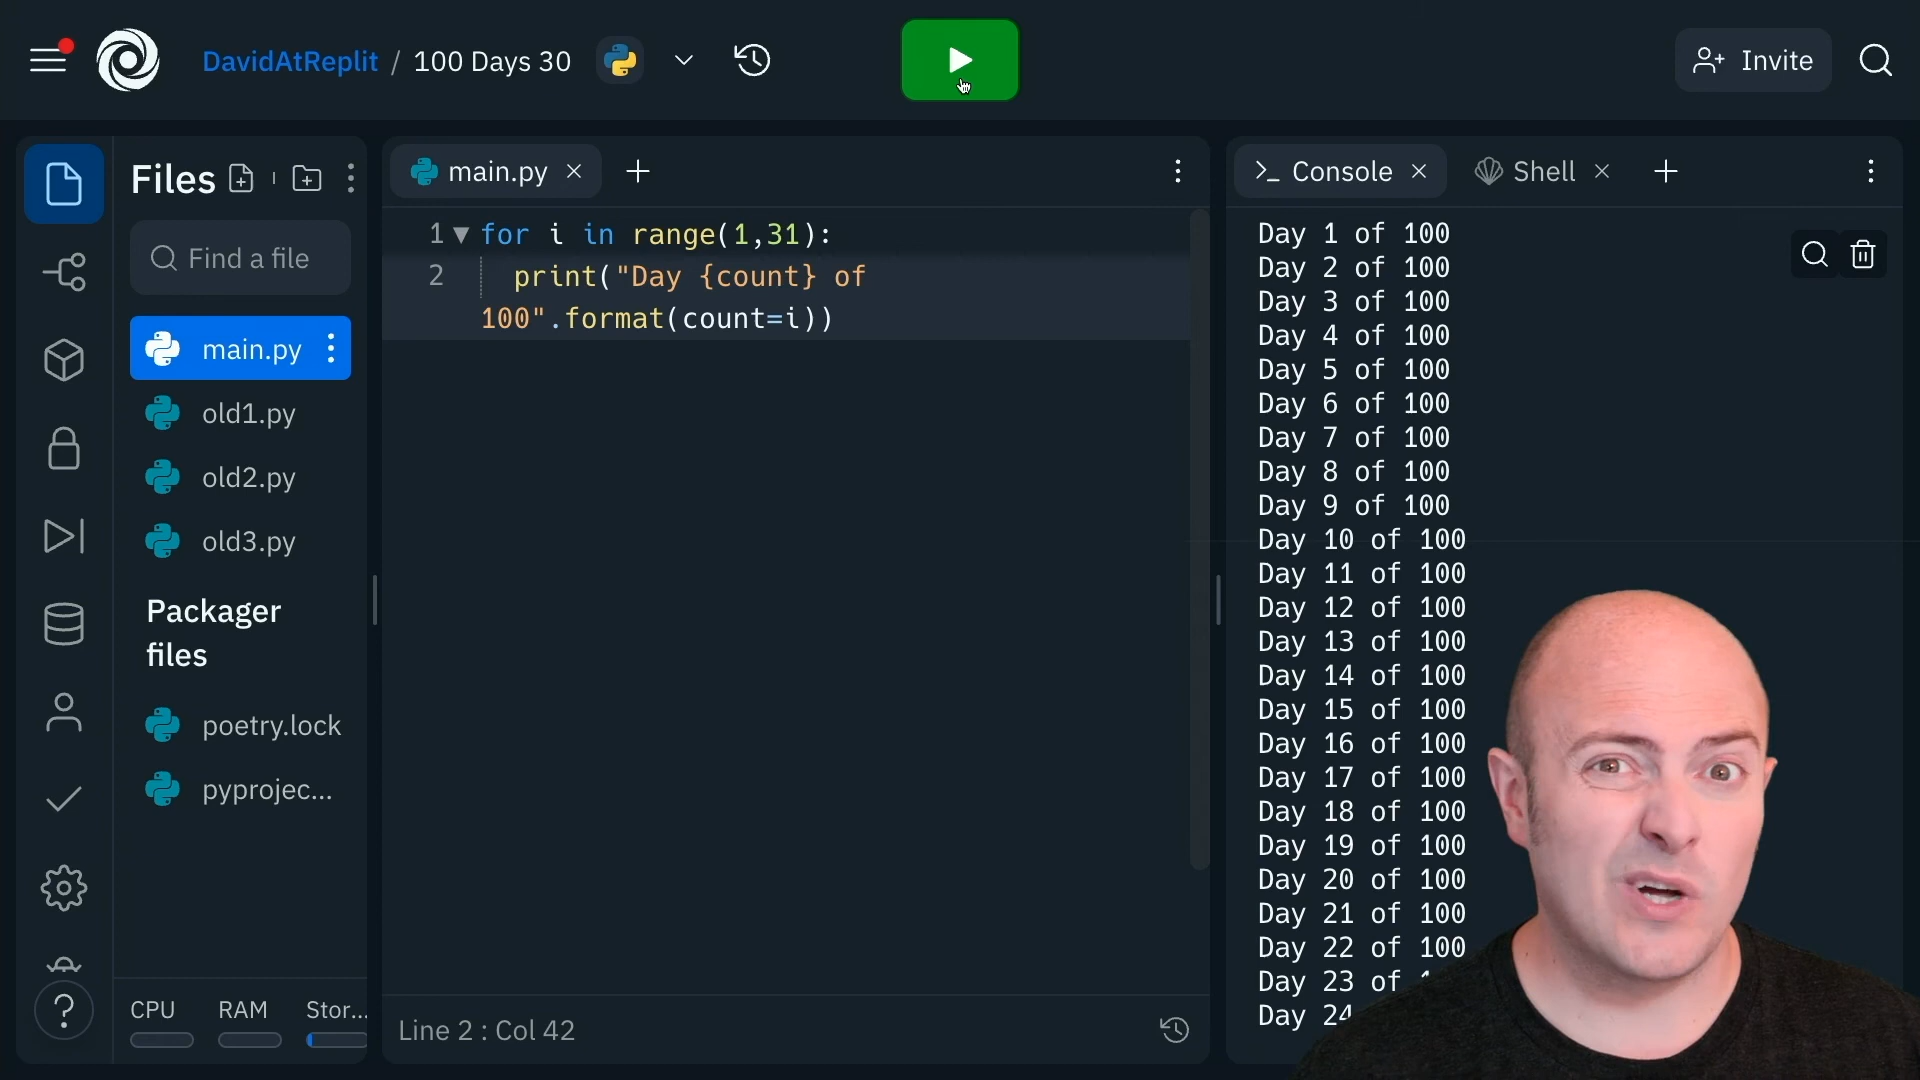 DavidAtReplit / 100 Days 30
Invite
Files
Find a file
main.py
old1.py
old2.py
old3.py
Packager
files
poetry.lock
pyprojec...
CPU RAM Stor...
main.py
1 for i in range(1,31):
2 print("Day {count} of
100".format(count=i))
Line 2 : Col 42
Console
Shell
Day 1 of 100
Day 2 of 100
Day 3 of 100
Day 4 of 100
Day 5 of 100
Day 6 of 100
Day 7 of 100
Day 8 of 100
Day 9 of 100
Day 10 of 100
Day 11 of 100
Day 12 of 100
Day 13 of 100
Day 14 of 100
Day 15 of 100
Day 16 of 100
Day 17 of 100
Day 18 of 100
Day 19 of 100
Day 20 of 100
Day 21 of 100
Day 22 of 100
Day 23 of
Day 24